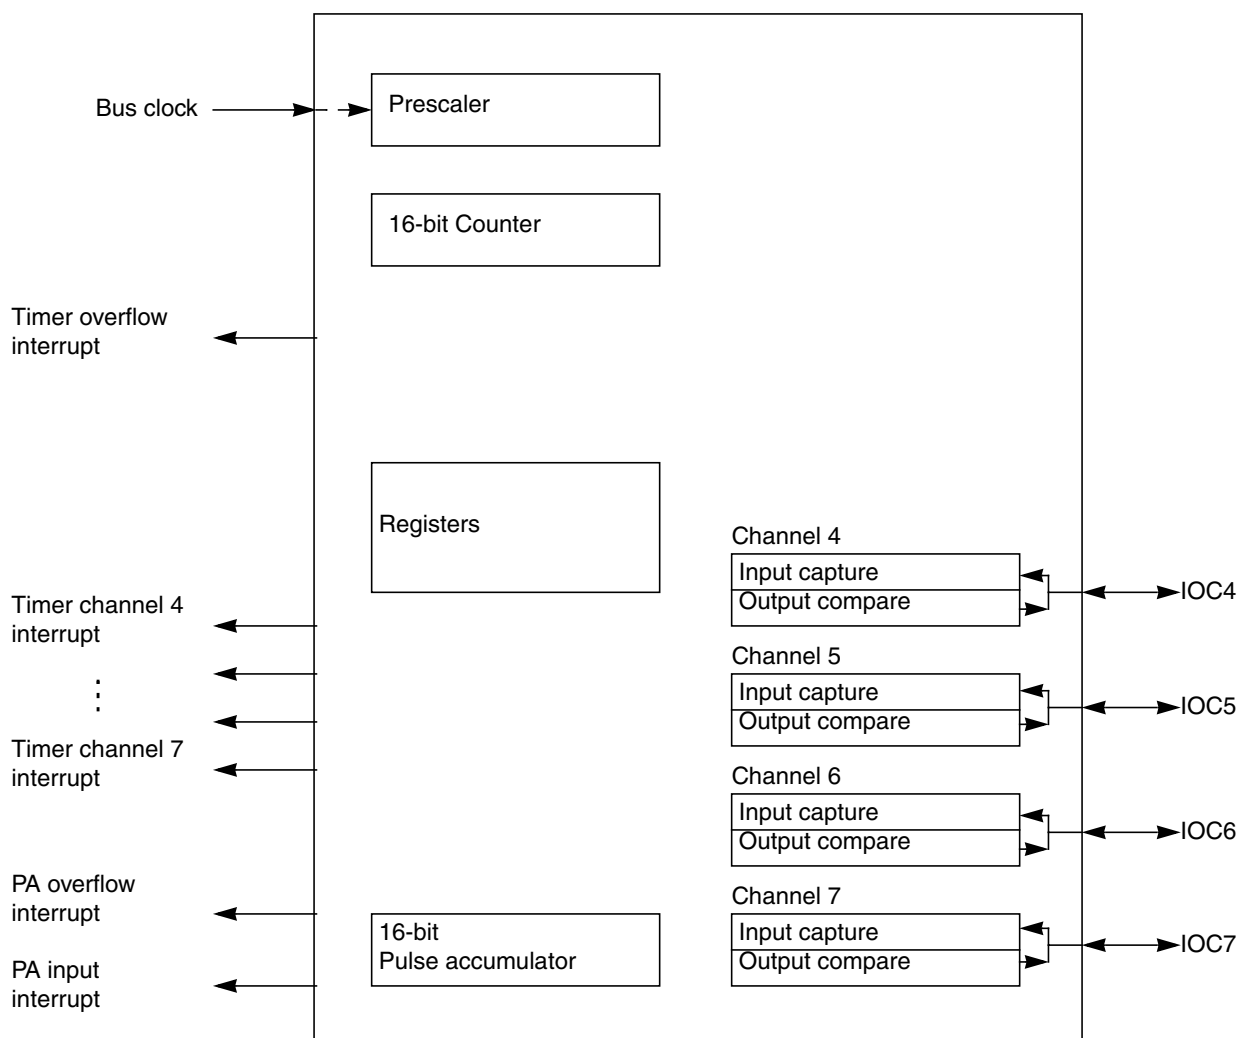 Bus clock
Prescaler
16-bit Counter
Timer overflow
interrupt
Registers
Channel 4
Input capture
Output compare
IOC4
Timer channel 4
interrupt
Channel 5
Input capture
Output compare
IOC5
Timer channel 7
interrupt
Channel 6
Input capture
Output compare
IOC6
PA overflow
interrupt
16-bit
Pulse accumulator
Channel 7
Input capture
Output compare
IOC7
PA input
interrupt